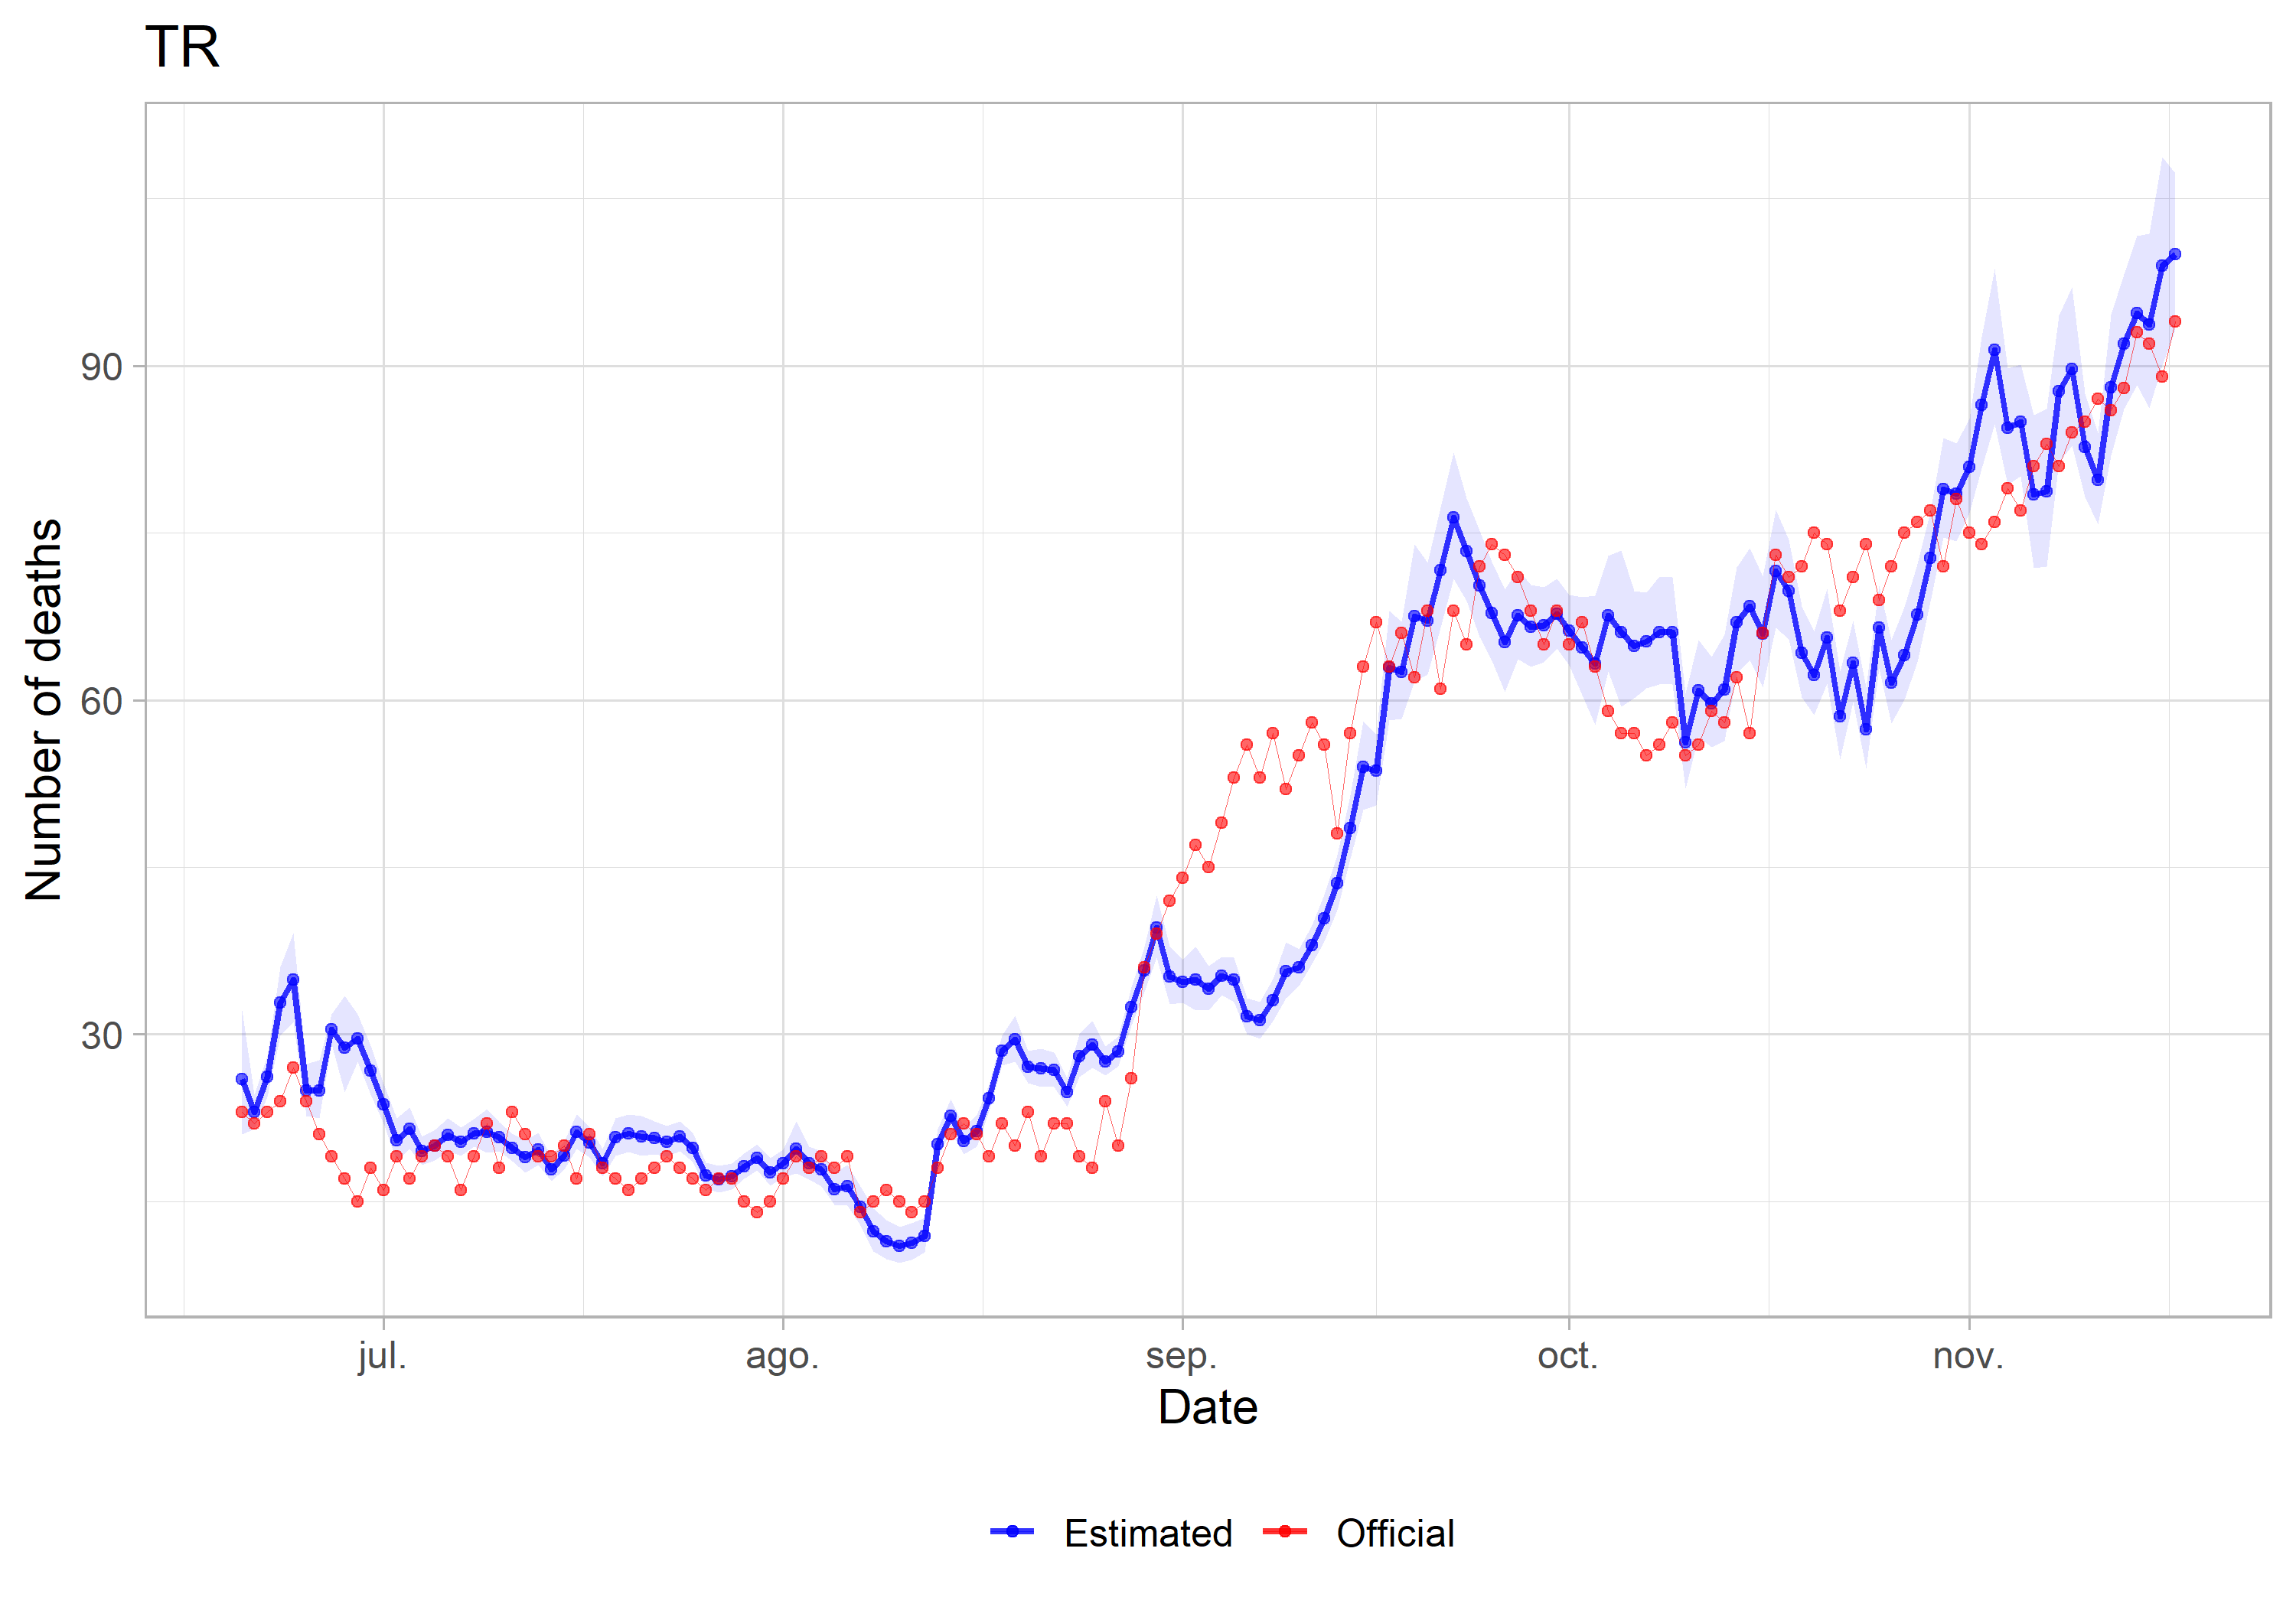 TR
Number of deaths
90
60
30
jul.
ago.
sep.
oct.
nov.
Date
Estimated
Official